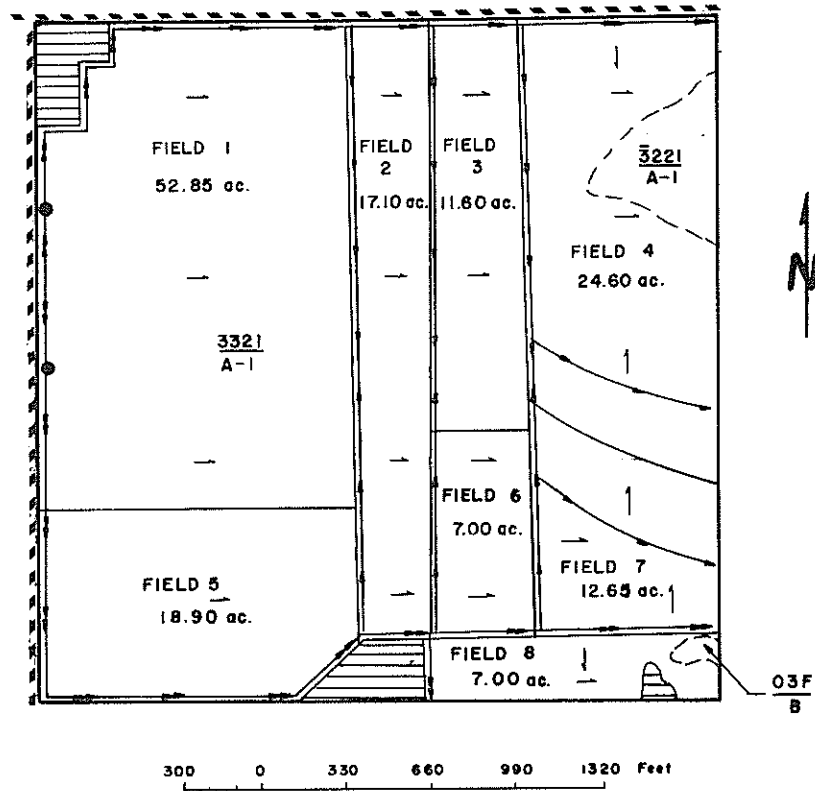 FIELD 1
52.85 ac.
FIELD
2
17.10 ac.
FIELD
3
11.60 ac.
3221
A-1
FIELD 4
24.60 ac.
N
3321
A-1
FIELD 5
18.90 ac.
FIELD 6
7.00 ac.
FIELD 7
12.65 ac.
FIELD 8
7.00 ac.
03F
B
300 0 330 660 990 1320 Feet